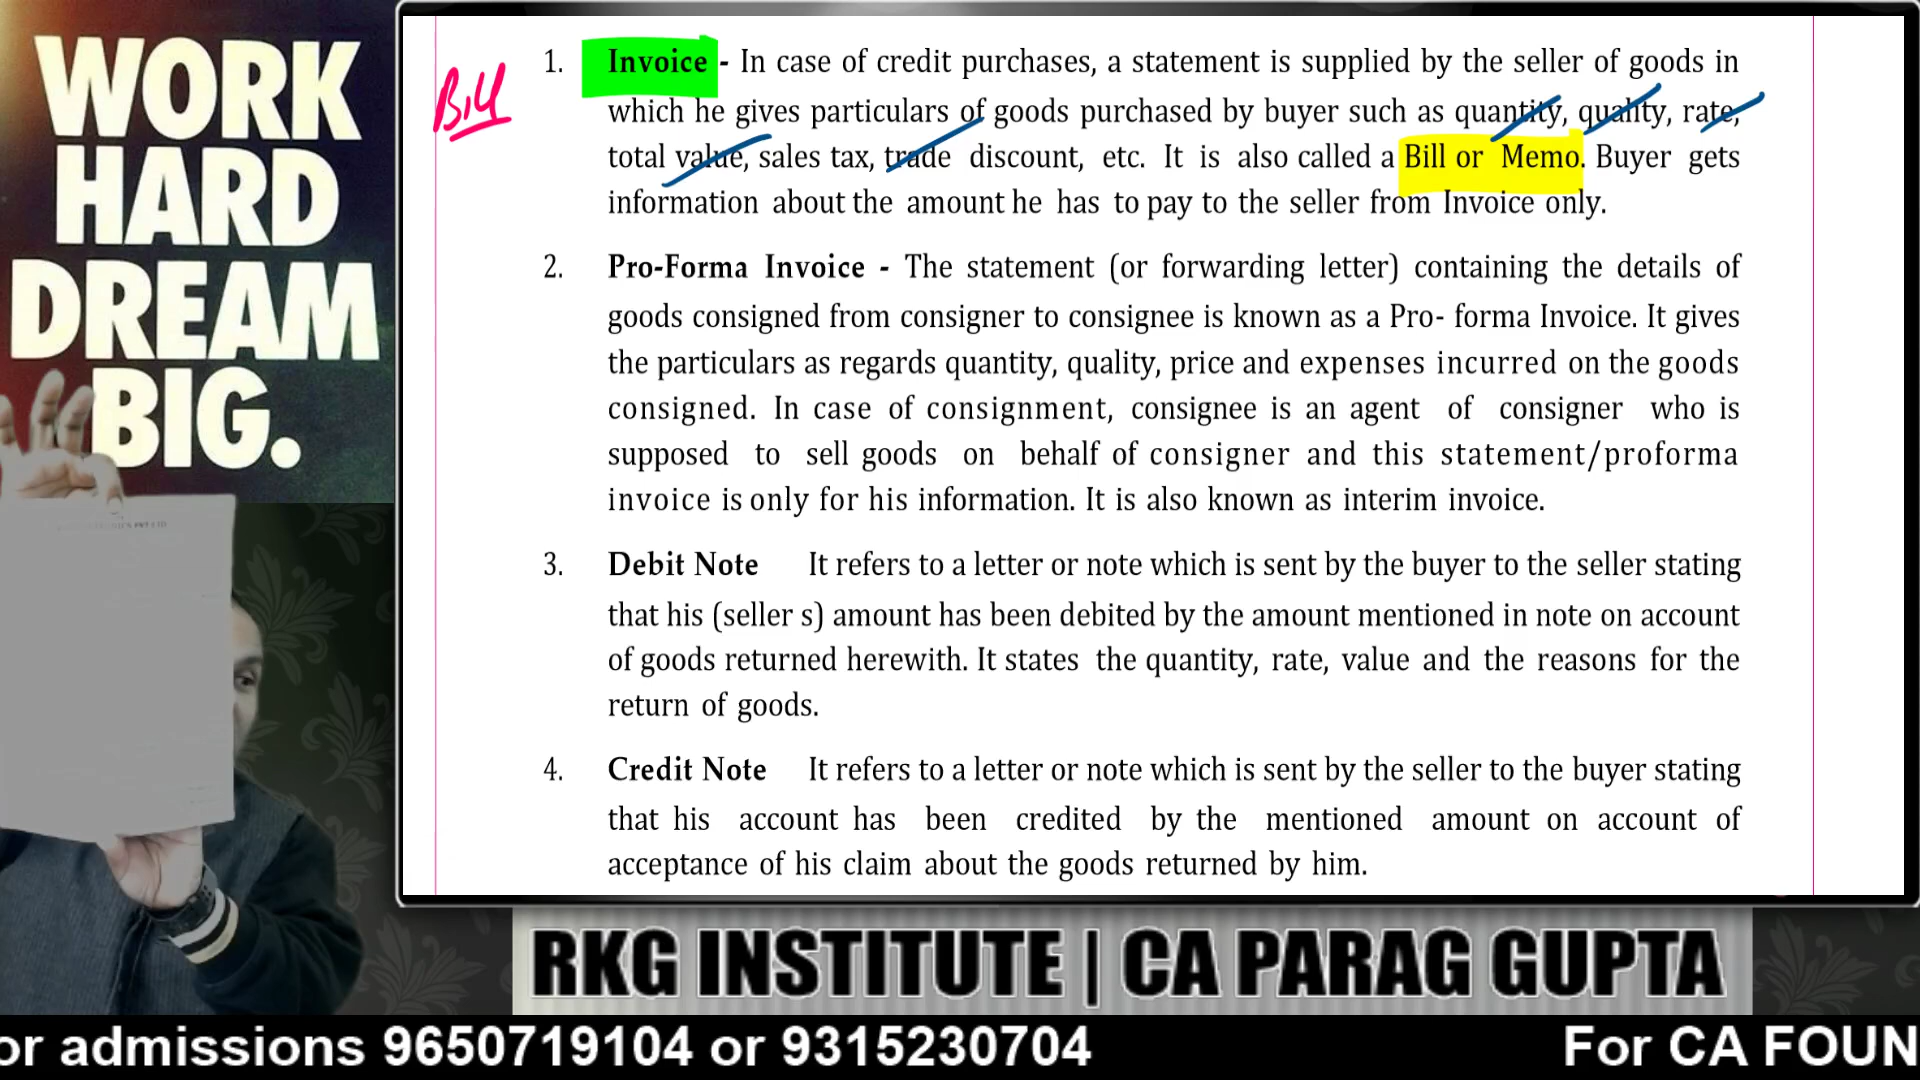 WORK
HARD
DREAM
BIG.
Bill
1. Invoice - In case of credit purchases, a statement is supplied by the seller of goods in
which he gives particulars of goods purchased by buyer such as quantity, quality, rate,
total value, sales tax, trade discount, etc. It is also called a Bill or Memo. Buyer gets
information about the amount he has to pay to the seller from Invoice only.
2. Pro-Forma Invoice - The statement (or forwarding letter) containing the details of
goods consigned from consigner to consignee is known as a Pro- forma Invoice. It gives
the particulars as regards quantity, quality, price and expenses incurred on the goods
consigned. In case of consignment, consignee is an agent of consigner who is
supposed to sell goods on behalf of consigner and this statement/proforma
invoice is only for his information. It is also known as interim invoice.
3. Debit Note It refers to a letter or note which is sent by the buyer to the seller stating
that his (seller s) amount has been debited by the amount mentioned in note on account
of goods returned herewith. It states the quantity, rate, value and the reasons for the
return of goods.
4. Credit Note It refers to a letter or note which is sent by the seller to the buyer stating
that his account has been credited by the mentioned amount on account of
acceptance of his claim about the goods returned by him.
RKG INSTITUTE | CA PARAG GUPTA
or admissions 9650719104 or 9315230704 For CA FOUN